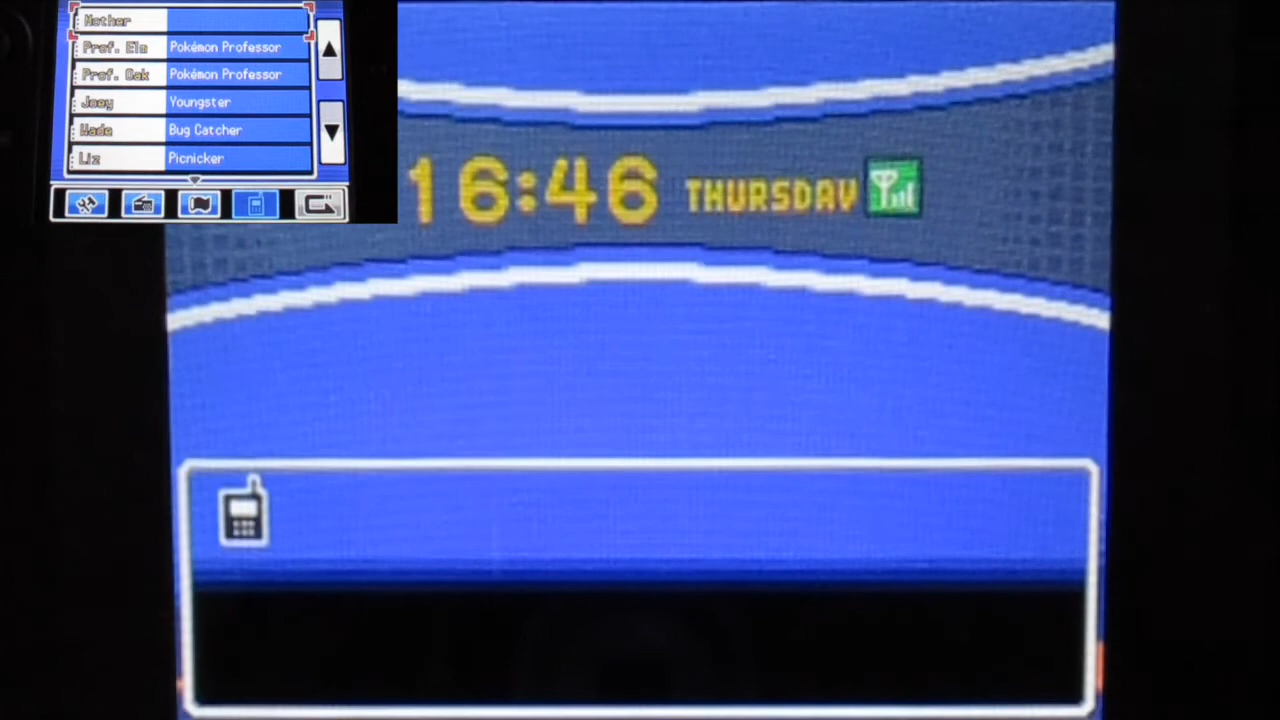 Mother
Prof. Elm Pokémon Professor
Prof. Oak Pokémon Professor
Joey Youngster
Wade Bug Catcher
Liz Picnicker
16:46 THURSDAY